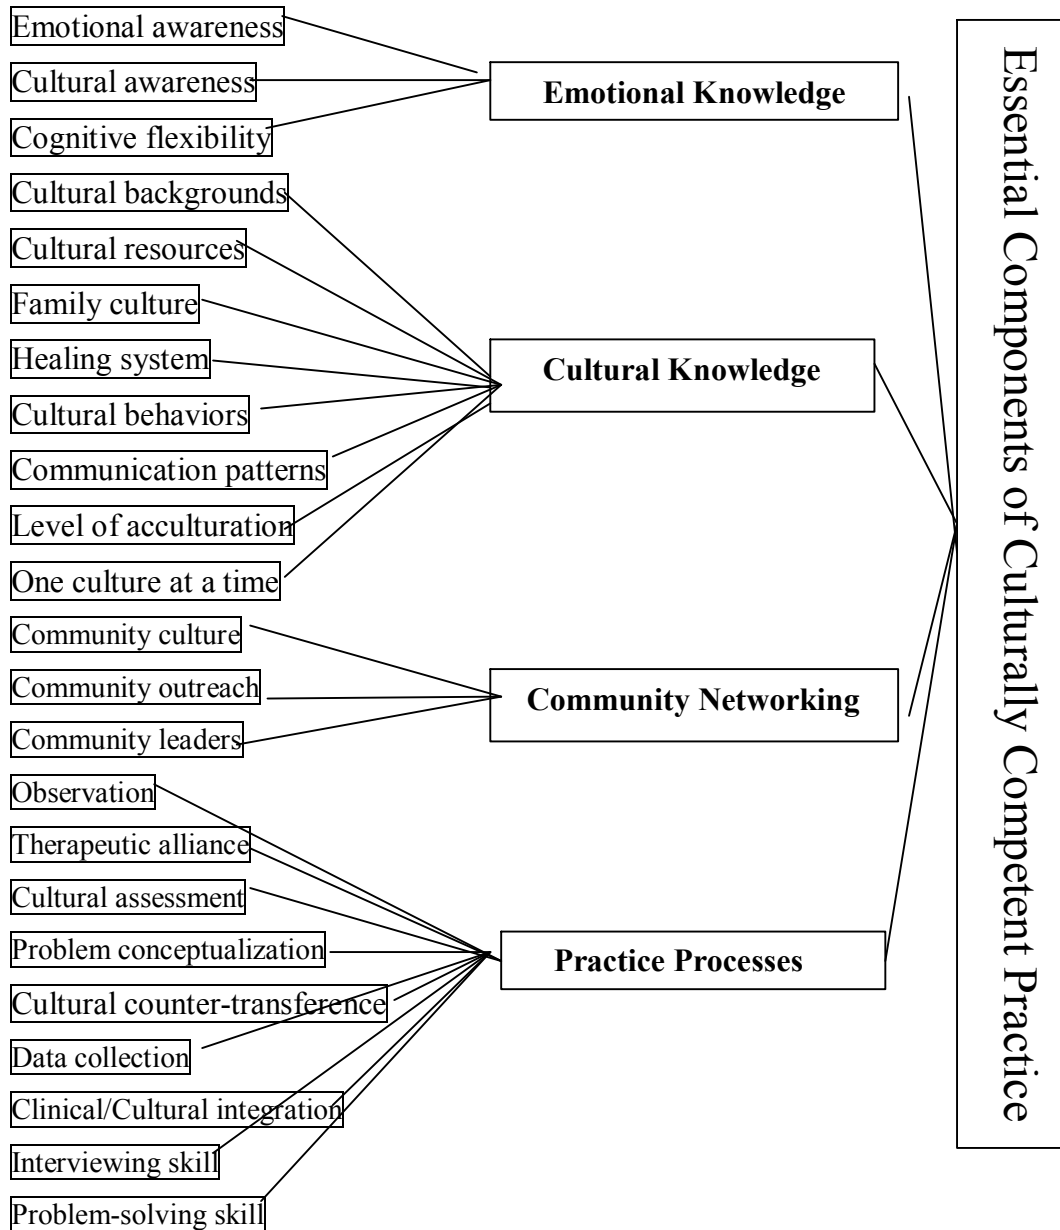 Emotional awareness
Cultural awareness
Cognitive flexibility
Emotional Knowledge
Cultural backgrounds
Cultural resources
Family culture
Healing system
Cultural behaviors
Communication patterns
Level of acculturation
One culture at a time
Cultural Knowledge
Community culture
Community outreach
Community leaders
Community Networking
Observation
Therapeutic alliance
Cultural assessment
Problem conceptualization
Cultural counter-transference
Data collection
Clinical/Cultural integration
Interviewing skill
Problem-solving skill
Practice Processes
Essential Components of Culturally Competent Practice